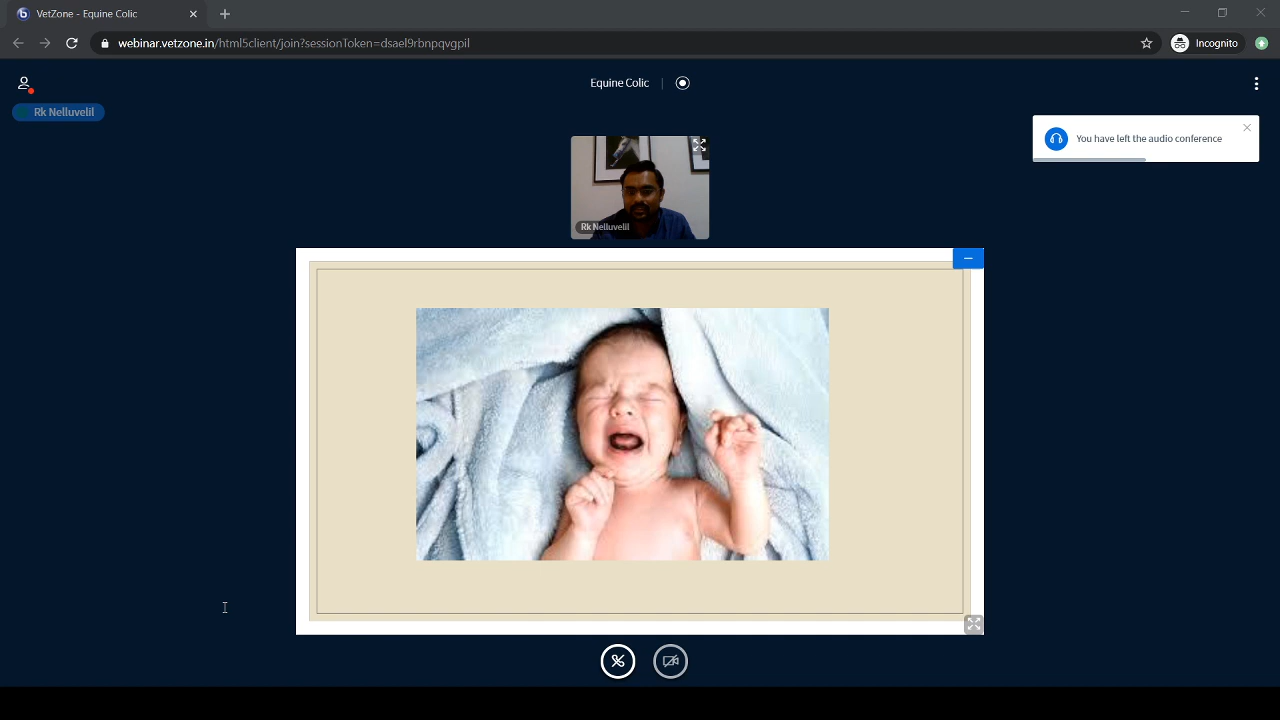 VetZone - Equine Colic
webinar.vetzone.in/html5client/join?sessionToken=dsael9rbnpqvgpil
Incognito
Equine Colic
Rk Nelluvelil
You have left the audio conference
Rk Nelluvelil